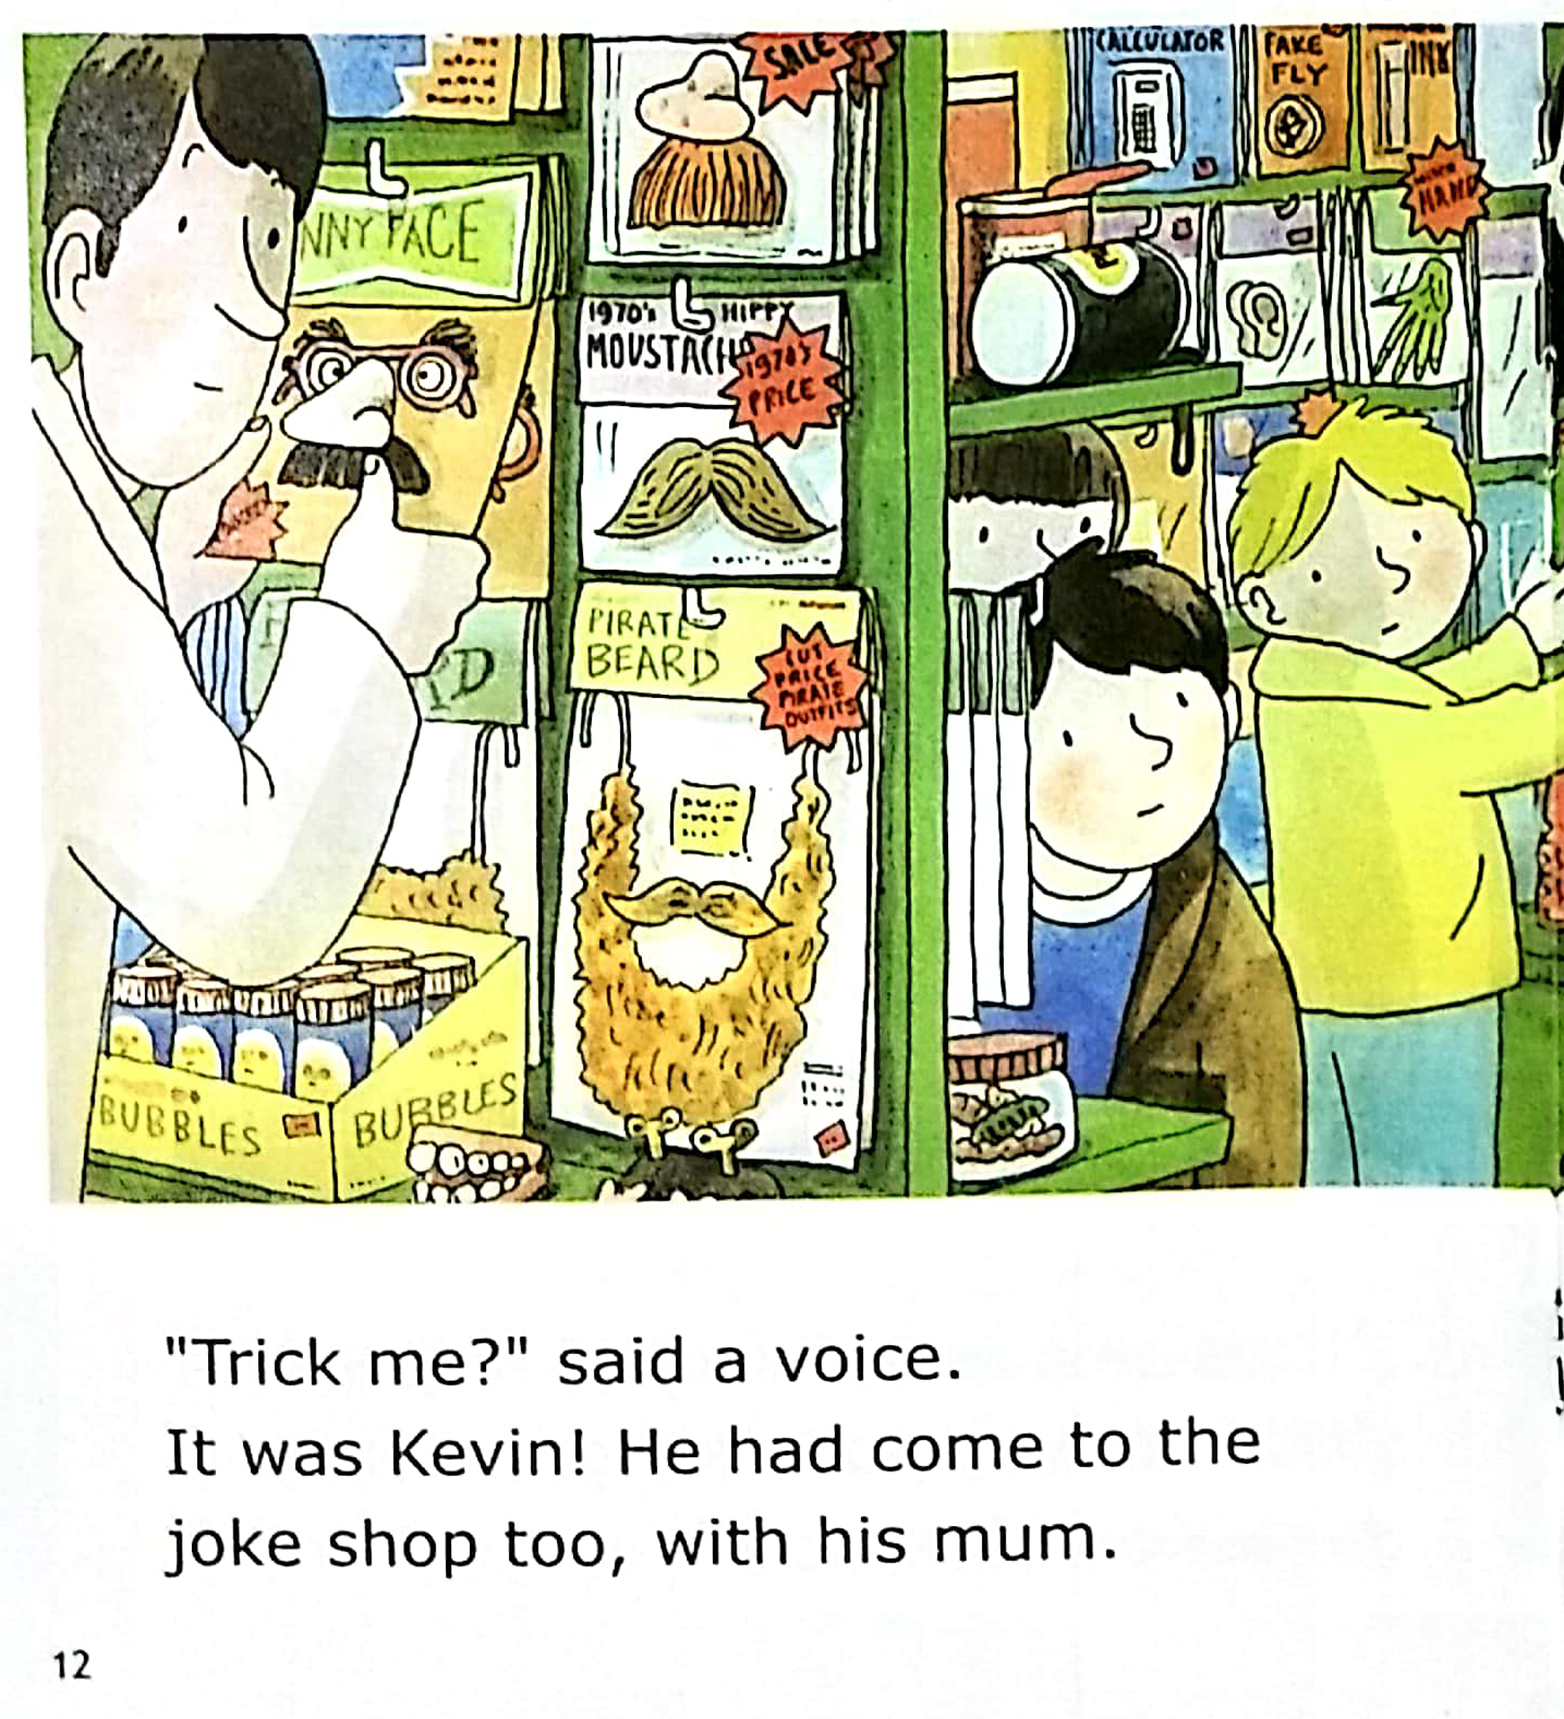 SALE
CALCULATOR
FAKE
FLY
INK
HAND
NNY FACE
1970's HIPPY
MOUSTACH
1970's
PRICE
PIRATE
BEARD
CUT
PRICE
PIRATE
OUTFITS
D
BUBBLES
BUBBLES
"Trick me?" said a voice.
It was Kevin! He had come to the
joke shop too, with his mum.
12